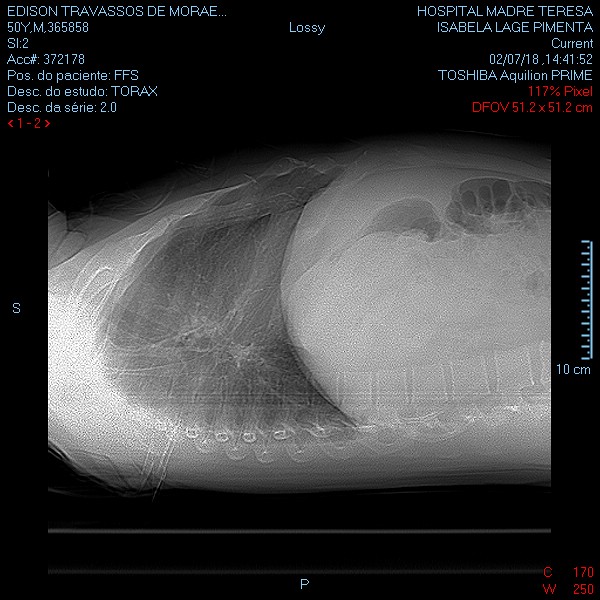 EDISON TRAVASSOS DE MORAE...
50Y,M,365858
SI:2
Acc#: 372178
Pos. do paciente: FFS
Desc. do estudo: TORAX
Desc. da série: 2.0
< 1 - 2 >
Lossy
HOSPITAL MADRE TERESA
ISABELA LAGE PIMENTA
Current
02/07/18 ,14:41:52
TOSHIBA Aquilion PRIME
117% Pixel
DFOV 51.2 x 51.2 cm
S
10 cm
P
C 170
W 250